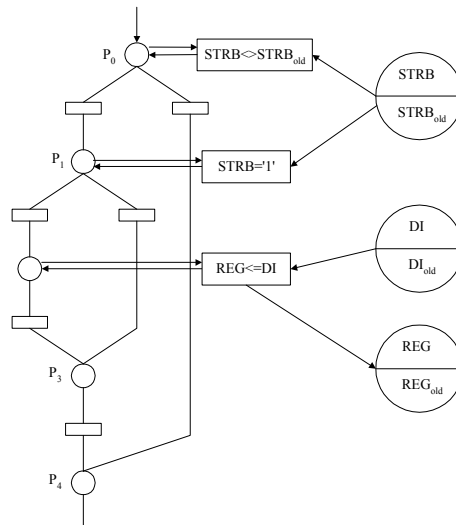 P0
STRB<>STRBold
STRB
STRBold
P1
STRB='1'
DI
DIold
REG<=DI
REG
REGold
P3
P4